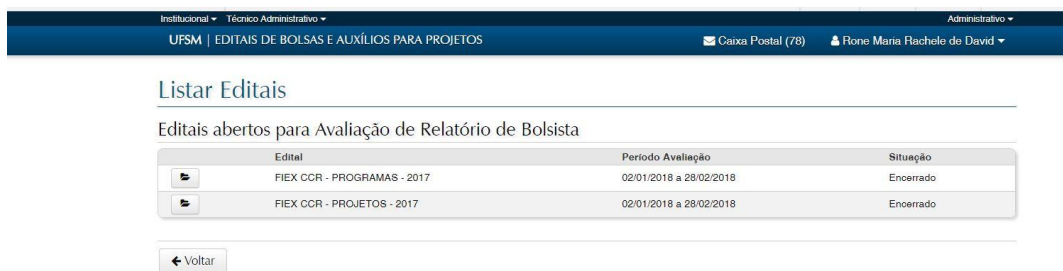 Institucional Técnico Administrativo Administrativo
UFSM | EDITAIS DE BOLSAS E AUXÍLIOS PARA PROJETOS Caixa Postal (78) Rone Maria Rachele de David
Listar Editais
Editais abertos para Avaliação de Relatório de Bolsista
Edital Período Avaliação Situação
FIEX CCR - PROGRAMAS - 2017 02/01/2018 a 28/02/2018 Encerrado
FIEX CCR - PROJETOS - 2017 02/01/2018 a 28/02/2018 Encerrado
Voltar